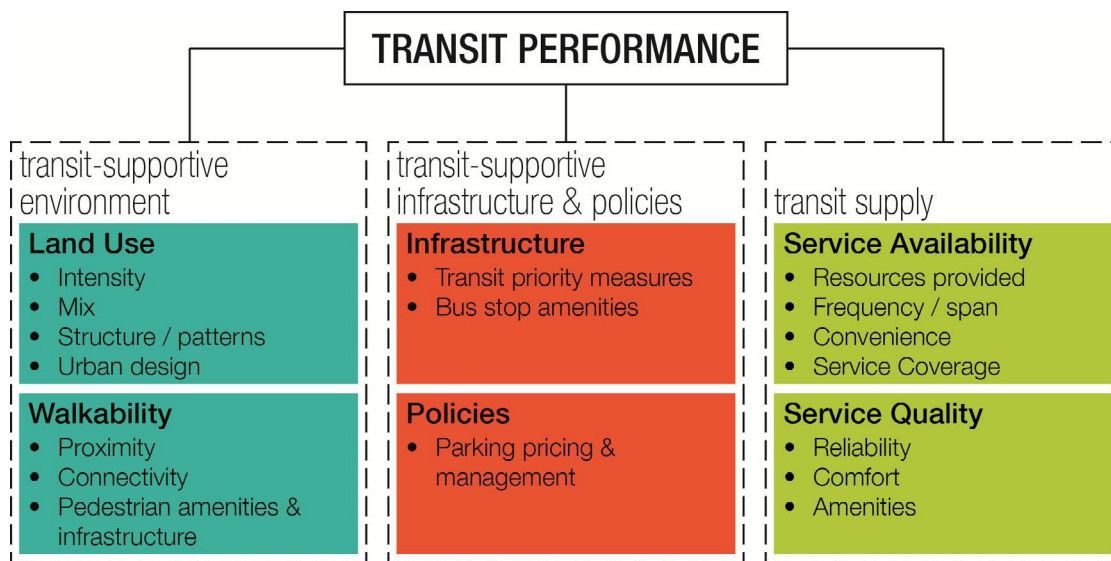 TRANSIT PERFORMANCE
transit-supportive
environment
Land Use
• Intensity
• Mix
• Structure / patterns
• Urban design
Walkability
• Proximity
• Connectivity
• Pedestrian amenities &
infrastructure
transit-supportive
infrastructure & policies
Infrastructure
• Transit priority measures
• Bus stop amenities
Policies
• Parking pricing &
management
transit supply
Service Availability
• Resources provided
• Frequency / span
• Convenience
• Service Coverage
Service Quality
• Reliability
• Comfort
• Amenities